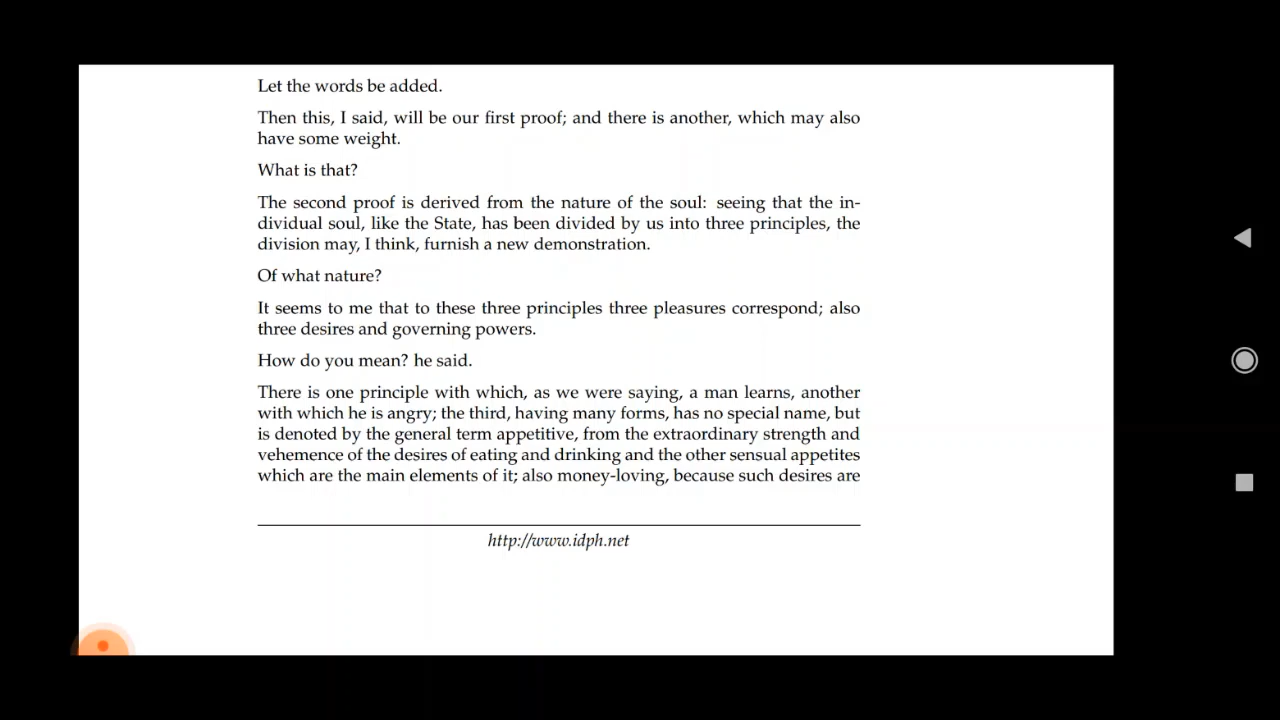 Let the words be added.
Then this, I said, will be our first proof; and there is another, which may also
have some weight.
What is that?
The second proof is derived from the nature of the soul: seeing that the in-
dividual soul, like the State, has been divided by us into three principles, the
division may, I think, furnish a new demonstration.
Of what nature?
It seems to me that to these three principles three pleasures correspond; also
three desires and governing powers.
How do you mean? he said.
There is one principle with which, as we were saying, a man learns, another
with which he is angry; the third, having many forms, has no special name, but
is denoted by the general term appetitive, from the extraordinary strength and
vehemence of the desires of eating and drinking and the other sensual appetites
which are the main elements of it; also money-loving, because such desires are
http://www.idph.net